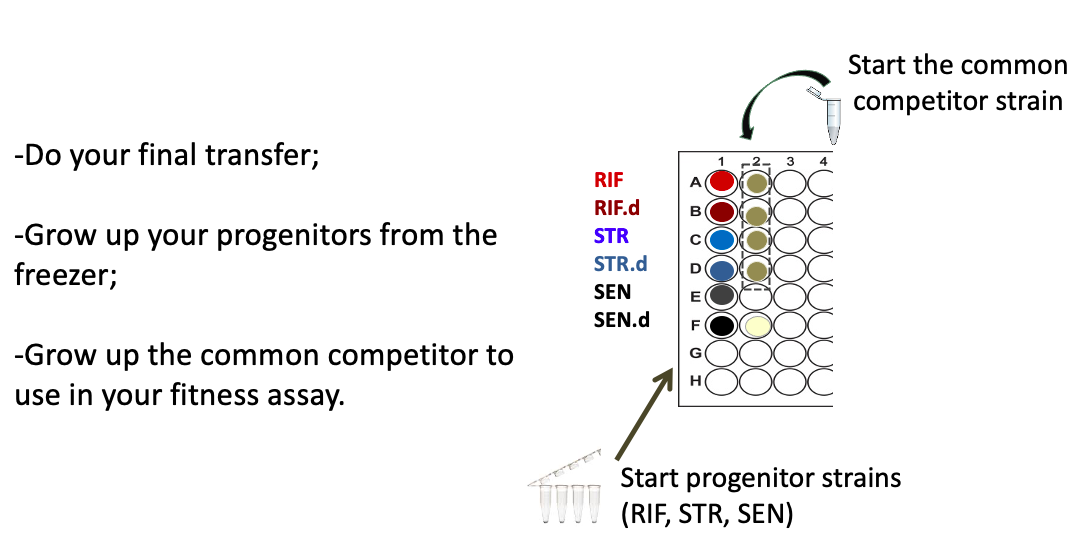 Start the common
competitor strain
-Do your final transfer;
-Grow up your progenitors from the
freezer;
-Grow up the common competitor to
use in your fitness assay.
RIF
RIF.d
STR
STR.d
SEN
SEN.d
1 2 3 4
A
B
C
D
E
F
G
H
Start progenitor strains
(RIF, STR, SEN)